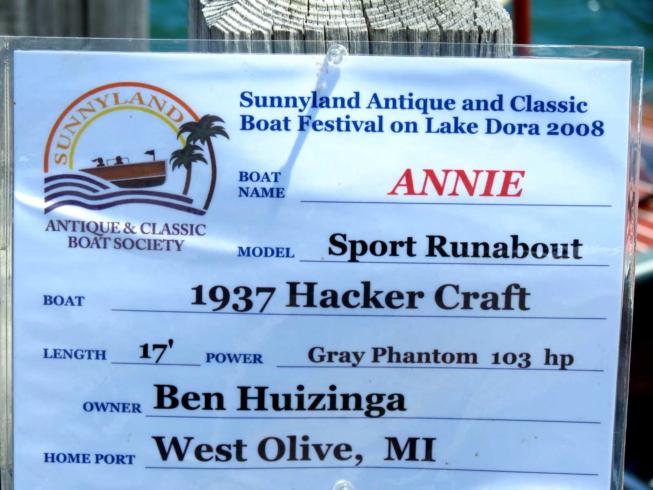 SUNNYLAND
ANTIQUE & CLASSIC
BOAT SOCIETY
Sunnyland Antique and Classic
Boat Festival on Lake Dora 2008
BOAT NAME ANNIE
MODEL Sport Runabout
BOAT 1937 Hacker Craft
LENGTH 17' POWER Gray Phantom 103 hp
OWNER Ben Huizinga
HOME PORT West Olive, MI